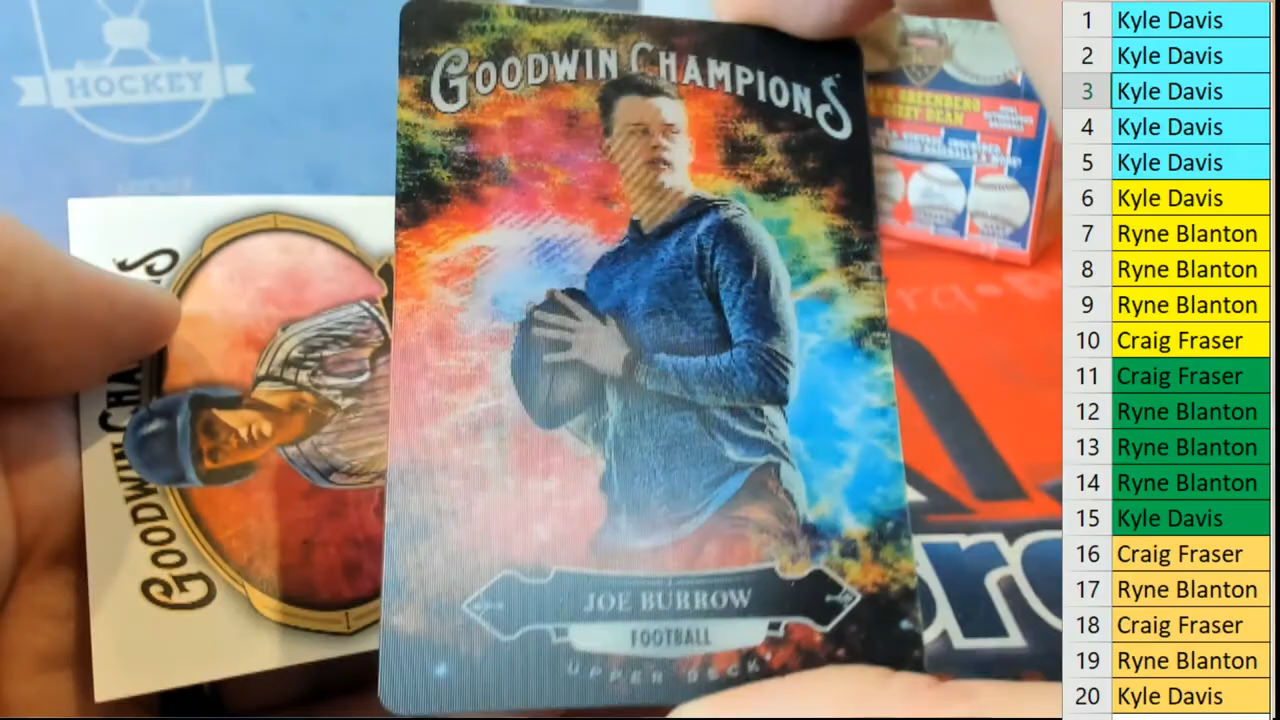 HOCKEY
GOODWIN CHAMPIONS
JOE BURROW
FOOTBALL
UPPER DECK
GOODWIN CHA
S
GREENBERG
DEAN
1 Kyle Davis
2 Kyle Davis
3 Kyle Davis
4 Kyle Davis
5 Kyle Davis
6 Kyle Davis
7 Ryne Blanton
8 Ryne Blanton
9 Ryne Blanton
10 Craig Fraser
11 Craig Fraser
12 Ryne Blanton
13 Ryne Blanton
14 Ryne Blanton
15 Kyle Davis
16 Craig Fraser
17 Ryne Blanton
18 Craig Fraser
19 Ryne Blanton
20 Kyle Davis